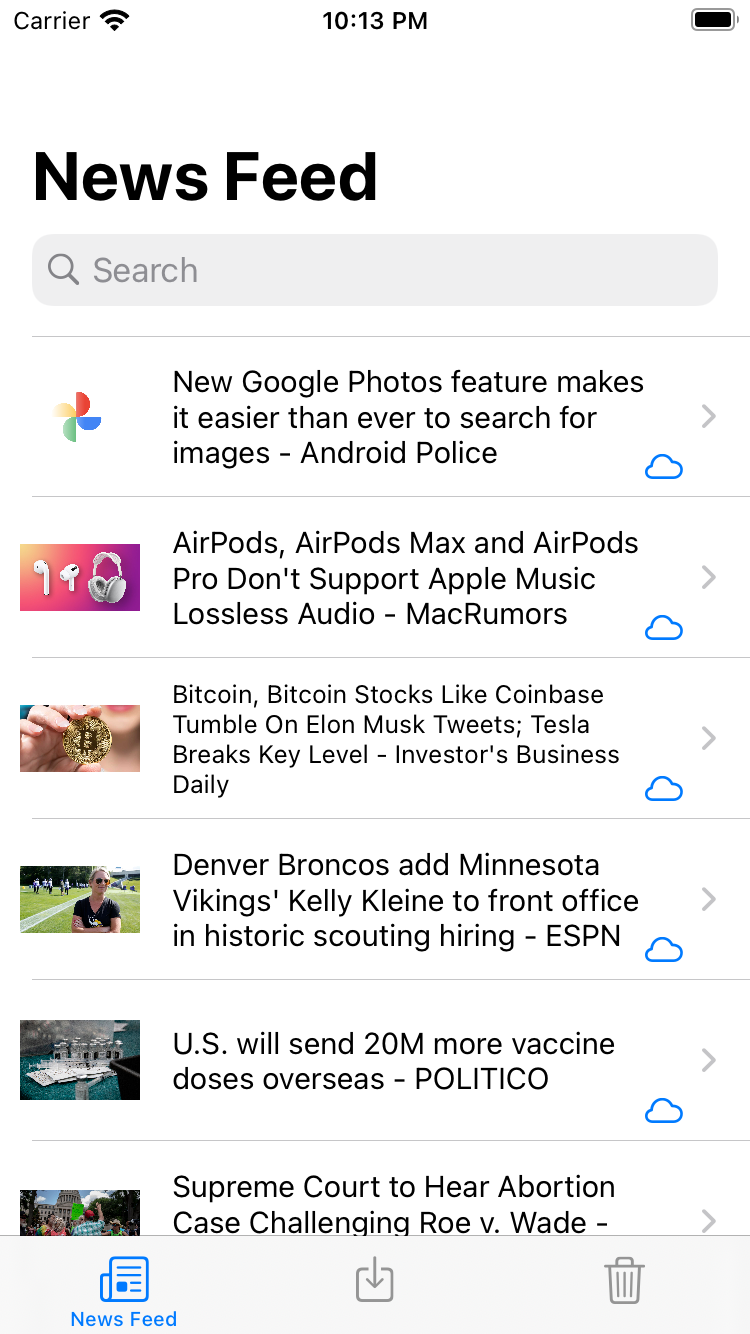 Carrier 10:13 PM
News Feed
Search
New Google Photos feature makes
it easier than ever to search for
images - Android Police
AirPods, AirPods Max and AirPods
Pro Don't Support Apple Music
Lossless Audio - MacRumors
Bitcoin, Bitcoin Stocks Like Coinbase
Tumble On Elon Musk Tweets; Tesla
Breaks Key Level - Investor's Business
Daily
Denver Broncos add Minnesota
Vikings' Kelly Kleine to front office
in historic scouting hiring - ESPN
U.S. will send 20M more vaccine
doses overseas - POLITICO
Supreme Court to Hear Abortion
Case Challenging Roe v. Wade -
News Feed